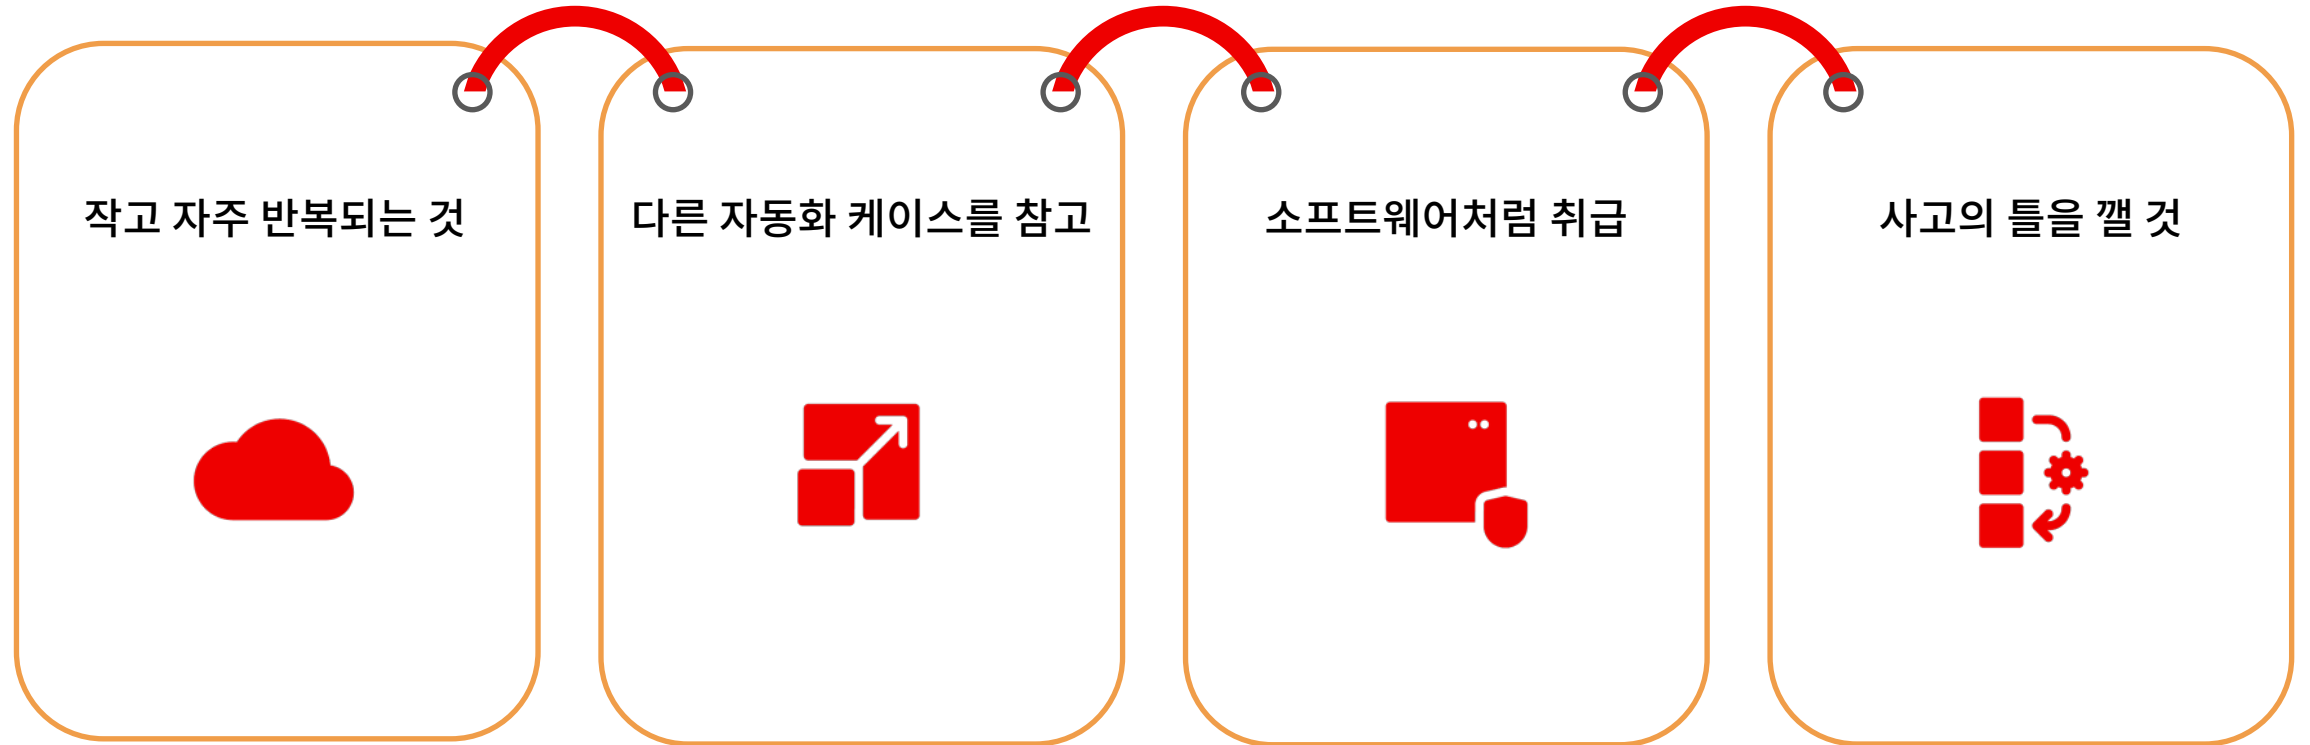 작고 자주 반복되는 것
다른 자동화 케이스를 참고
소프트웨어처럼 취급
사고의 틀을 깰 것